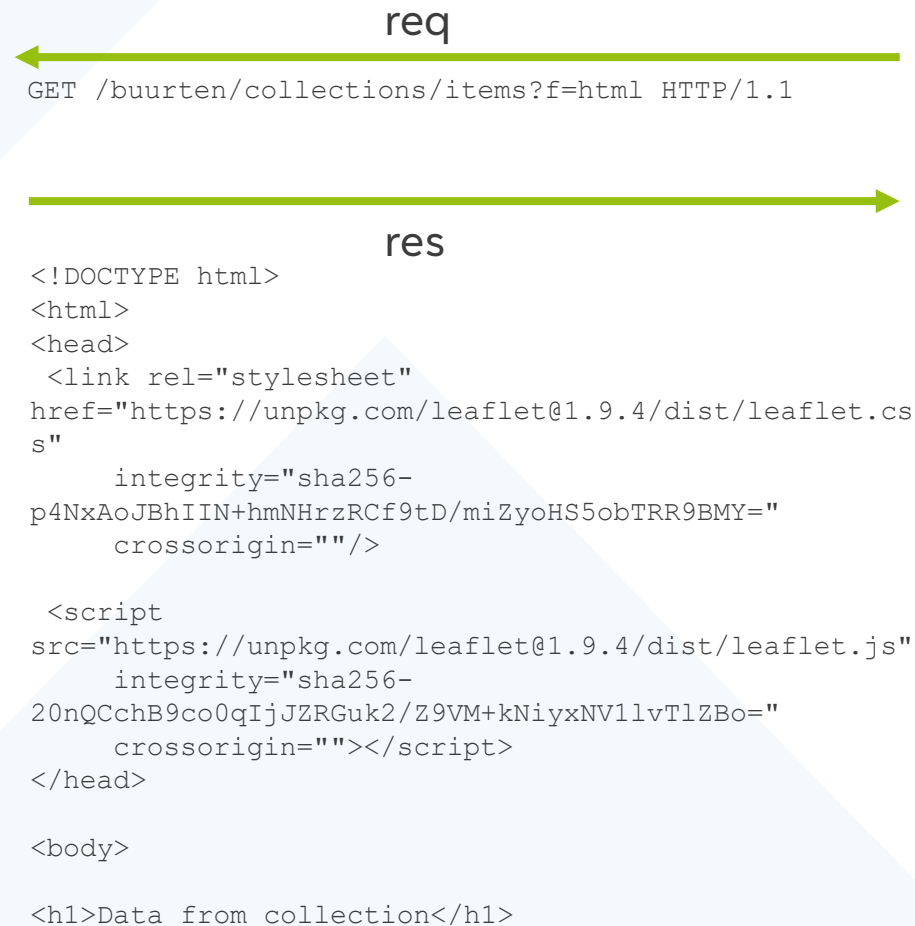 req
GET /buurten/collections/items?f=html HTTP/1.1
res
<!DOCTYPE html>
<html>
<head>
 <link rel="stylesheet"
href="https://unpkg.com/leaflet@1.9.4/dist/leaflet.cs
s"
     integrity="sha256-
p4NxAoJBhIIN+hmNHrzRCf9tD/miZyoHS5obTRR9BMY="
     crossorigin=""/>
 <script
src="https://unpkg.com/leaflet@1.9.4/dist/leaflet.js"
     integrity="sha256-
20nQCchB9co0qIjJZRGuk2/Z9VM+kNiyxNV1lvTlZBo="
     crossorigin=""></script>
</head>
<body>
<h1>Data from collection</h1>